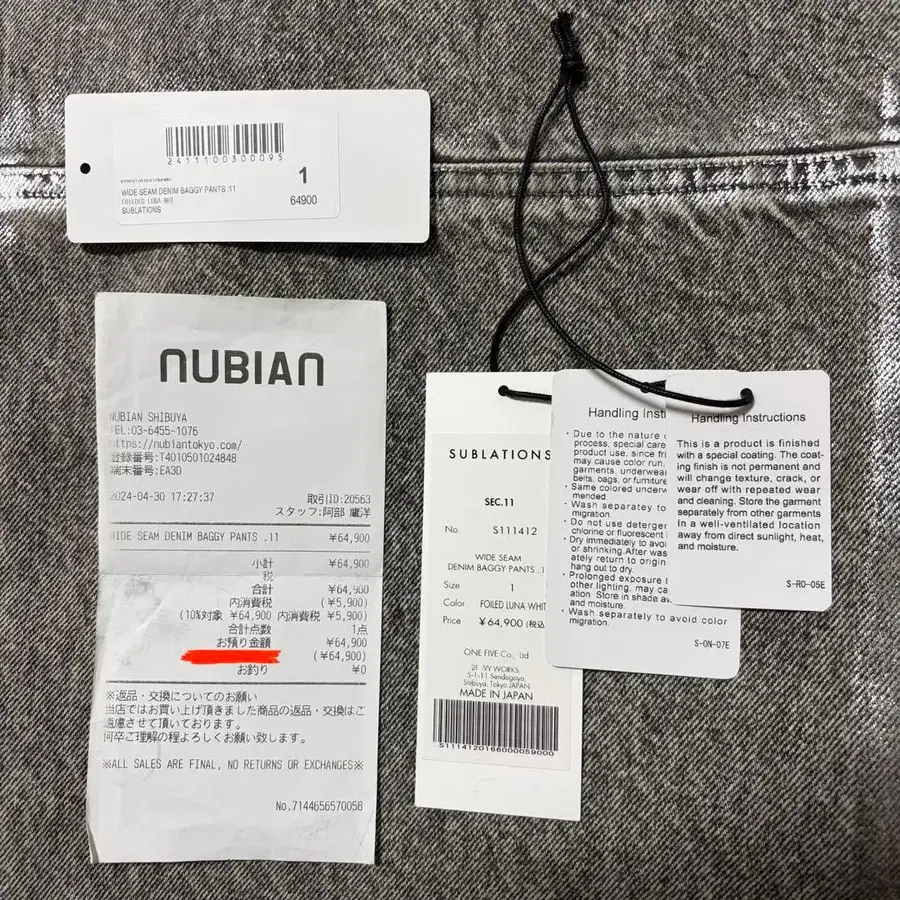 2411100300095
1
WIDE SEAM DENIM BAGGY PANTS .11
64900
SUBLATIONS
NUBIAN
NUBIAN SHIBUYA
TEL:03-6455-1076
https://nubiantokyo.com/
登録番号:T4010501024848
端末番号:EA3D
2024-04-30 17:27:37
取引ID:20563
スタッフ:阿部 鷹洋
WIDE SEAM DENIM BAGGY PANTS .11 ¥64,900
小計 ¥64,900
税
合計 ¥64,900
内消費税 (¥5,900)
(10%対象 ¥64,900 内消費税 ¥5,900)
合計点数 1点
お預り金額 ¥64,900
(¥64,900)
お釣り ¥0
※返品・交換についてのお願い
当店ではお買い上げ頂きました商品の返品・交換はご
遠慮させて頂いております。
何卒ご理解の程よろしくお願い致します。
※ALL SALES ARE FINAL, NO RETURNS OR EXCHANGES※
No.7144656570058
SUBLATIONS
SEC.11
No. S111412
WIDE SEAM
DENIM BAGGY PANTS .1
Size 1
Color FOILED LUNA WHIT
Price ¥64,900 (税込
ONE FIVE Co., Ltd
2F IVY WORKS
5-1-11 Sendagaya,
Shibuya Tokyo JAPAN
MADE IN JAPAN
S1114120166000059000
Handling Insti
・Due to the nature o
process, special care
product use, since fri
may cause color run,
garments, underwear
belts, bags, or furniture
・Same colored underw
mended
・Wash separatey to
migration.
・Do not use deterger
chlorine or fluorescent
・Dry immediately to avoi
or shrinking.After was
ately return to origin
hang out to dry.
・Prolonged exposure t
other lighting, may ca
ation. Store in shade av
and moisture.
・Wash separately to avoid color
migration.
S-ON-07E
Handling Instructions
This is a product is finished
with a special coating. The coat-
ing finish is not permanent and
will change texture, crack, or
wear off with repeated wear
and cleaning. Store the garment
separately from other garments
In a well-ventilated location
away from direct sunlight, heat,
and moisture.
S-RO-05E